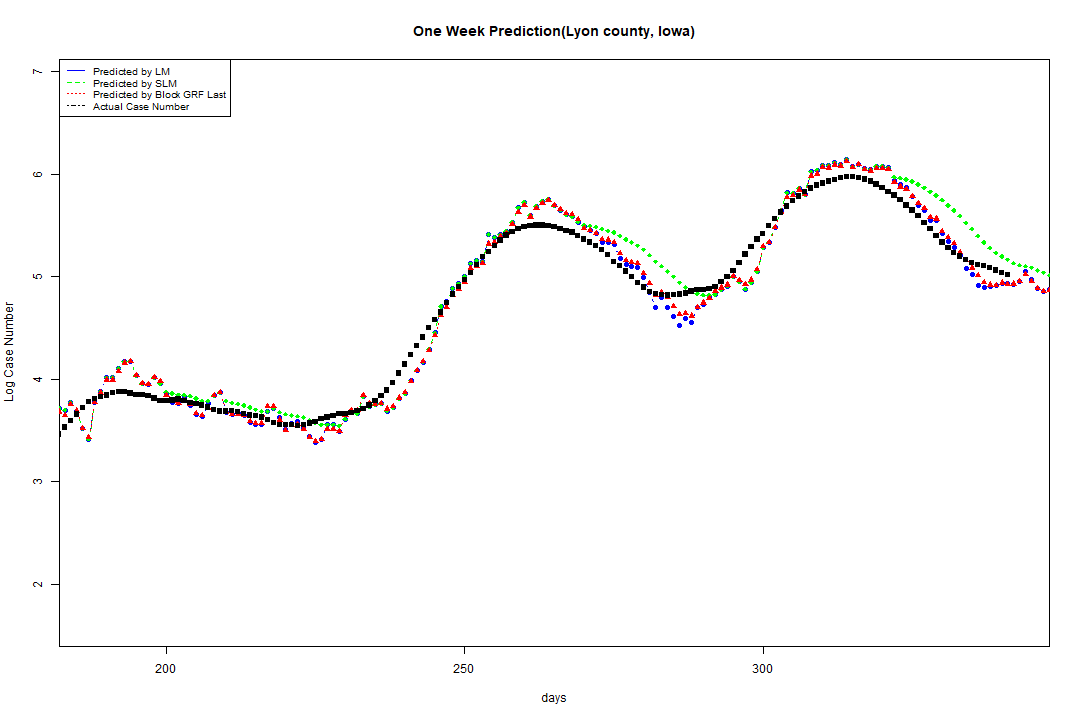 One Week Prediction(Lyon county, Iowa)
Predicted by LM
Predicted by SLM
Predicted by Block GRF Last
Actual Case Number
7
6
5
4
3
2
Log Case Number
200 250 300
days